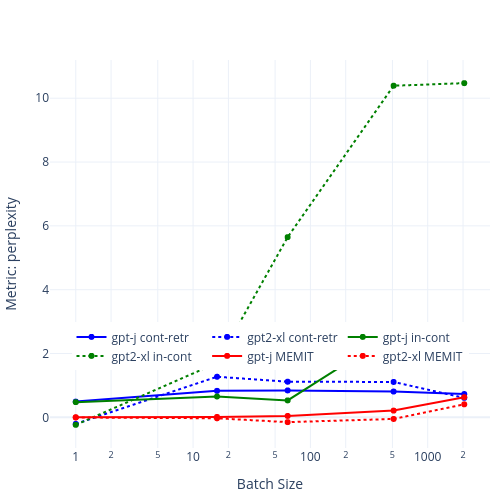 10
8
6
4
2
0
Metric: perplexity
gpt-j cont-retr
gpt2-xl cont-retr
gpt-j in-cont
gpt2-xl in-cont
gpt-j MEMIT
gpt2-xl MEMIT
1 2 5 10 2 5 100 2 5 1000 2
Batch Size